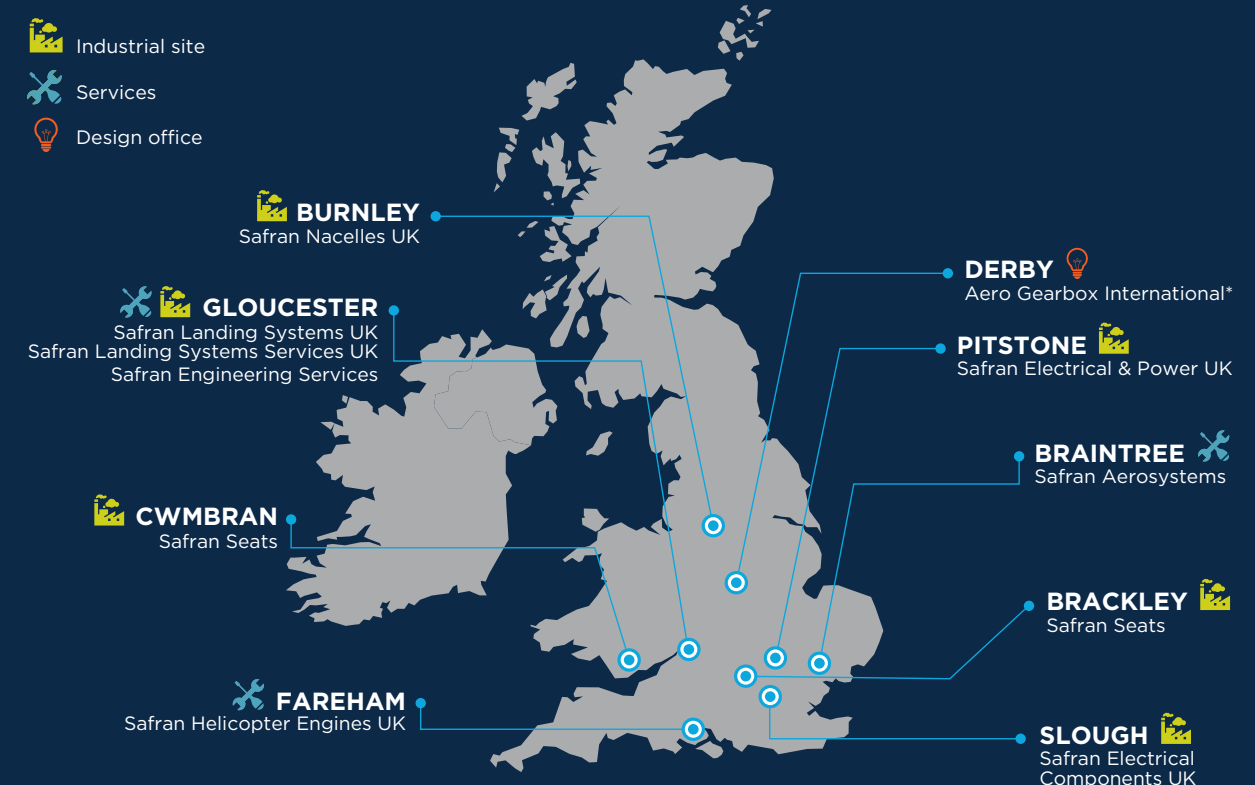 Industrial site
Services
Design office
BURNLEY
Safran Nacelles UK
GLOUCESTER
Safran Landing Systems UK
Safran Landing Systems Services UK
Safran Engineering Services
CWMBRAN
Safran Seats
FAREHAM
Safran Helicopter Engines UK
DERBY
Aero Gearbox International*
PITSTONE
Safran Electrical & Power UK
BRAINTREE
Safran Aerosystems
BRACKLEY
Safran Seats
SLOUGH
Safran Electrical
Components UK